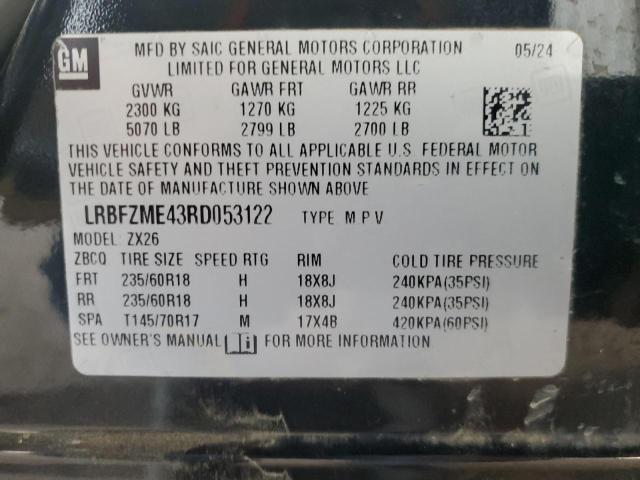 GM
MFD BY SAIC GENERAL MOTORS CORPORATION 05/24
LIMITED FOR GENERAL MOTORS LLC
GVWR GAWR FRT GAWR RR
2300 KG 1270 KG 1225 KG
5070 LB 2799 LB 2700 LB
THIS VEHICLE CONFORMS TO ALL APPLICABLE U.S. FEDERAL MOTOR
VEHICLE SAFETY AND THEFT PREVENTION STANDARDS IN EFFECT ON
THE DATE OF MANUFACTURE SHOWN ABOVE
LRBFZME43RD053122 TYPE M P V
MODEL: ZX26
ZBCQ TIRE SIZE SPEED RTG RIM COLD TIRE PRESSURE
FRT 235/60R18 H 18X8J 240KPA(35PSI)
RR 235/60R18 H 18X8J 240KPA(35PSI)
SPA T145/70R17 M 17X4B 420KPA(60PSI)
SEE OWNER'S MANUAL FOR MORE INFORMATION